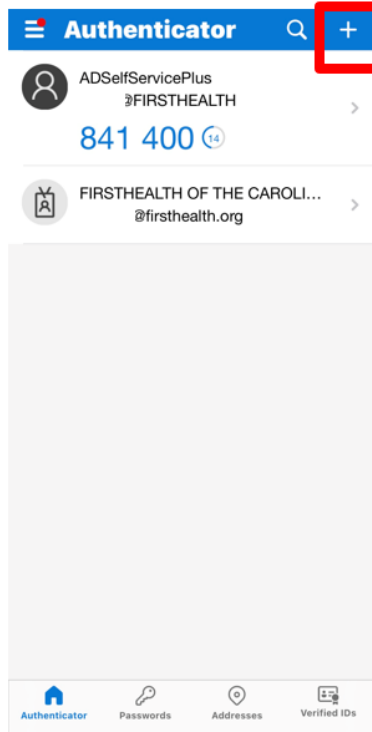 Authenticator
ADSelfServicePlus
@FIRSTHEALTH
841 400 14
FIRSTHEALTH OF THE CAROLI...
@firsthealth.org
Authenticator Passwords Addresses Verified IDs